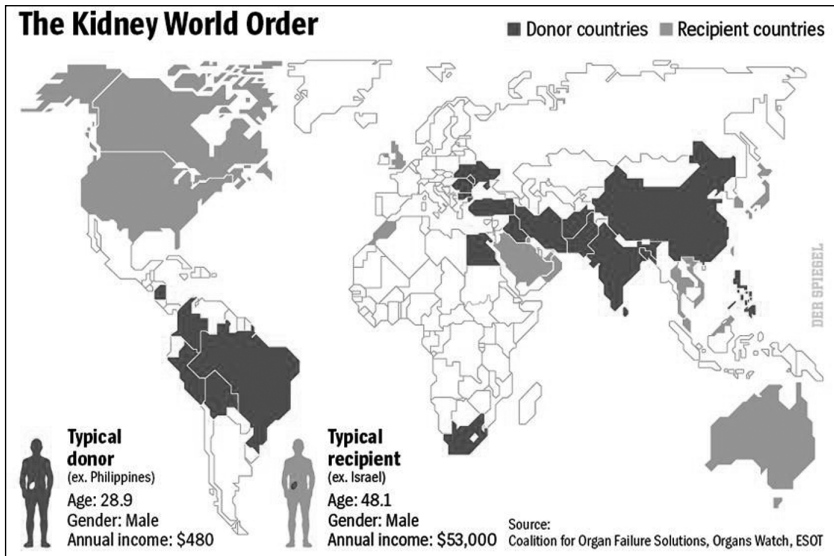 The Kidney World Order
Donor countries
Recipient countries
DER SPIEGEL
Typical
donor
(ex. Philippines)
Age: 28.9
Gender: Male
Annual income: $480
Typical
recipient
(ex. Israel)
Age: 48.1
Gender: Male
Annual income: $53,000
Source:
Coalition for Organ Failure Solutions, Organs Watch, ESOT